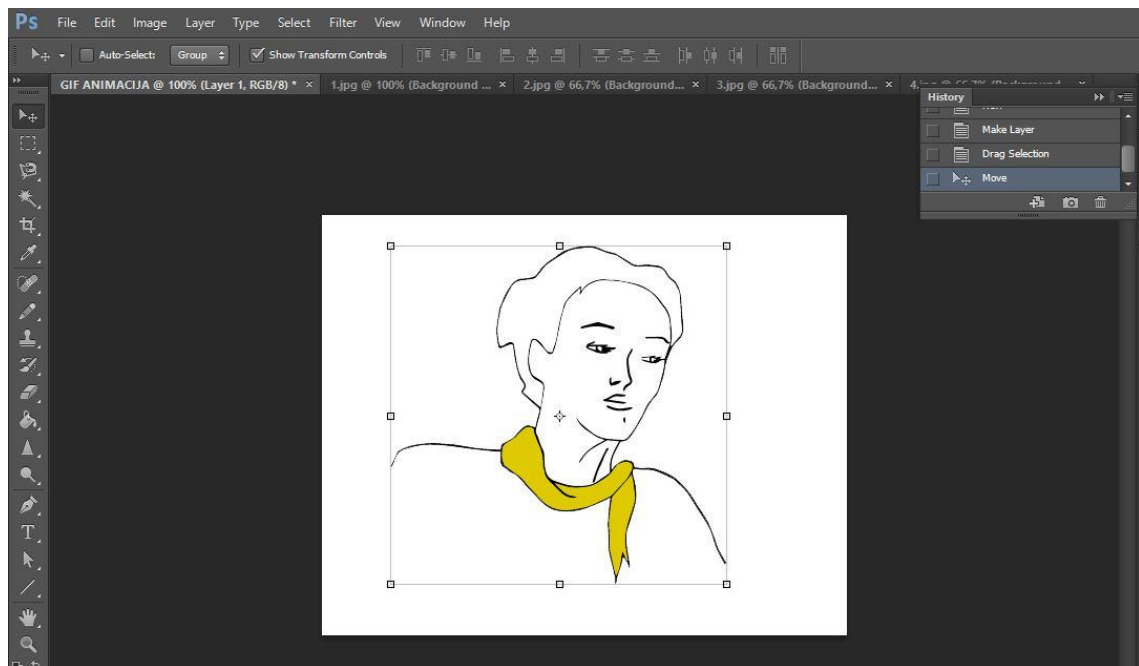 Ps File Edit Image Layer Type Select Filter View Window Help
Auto-Select: Group Show Transform Controls
GIF ANIMACIJA @ 100% (Layer 1, RGB/8) * × 1.jpg @ 100% (Background ... × 2.jpg @ 66,7% (Background... × 3.jpg @ 66,7% (Background... ×
History
Make Layer
Drag Selection
Move
T